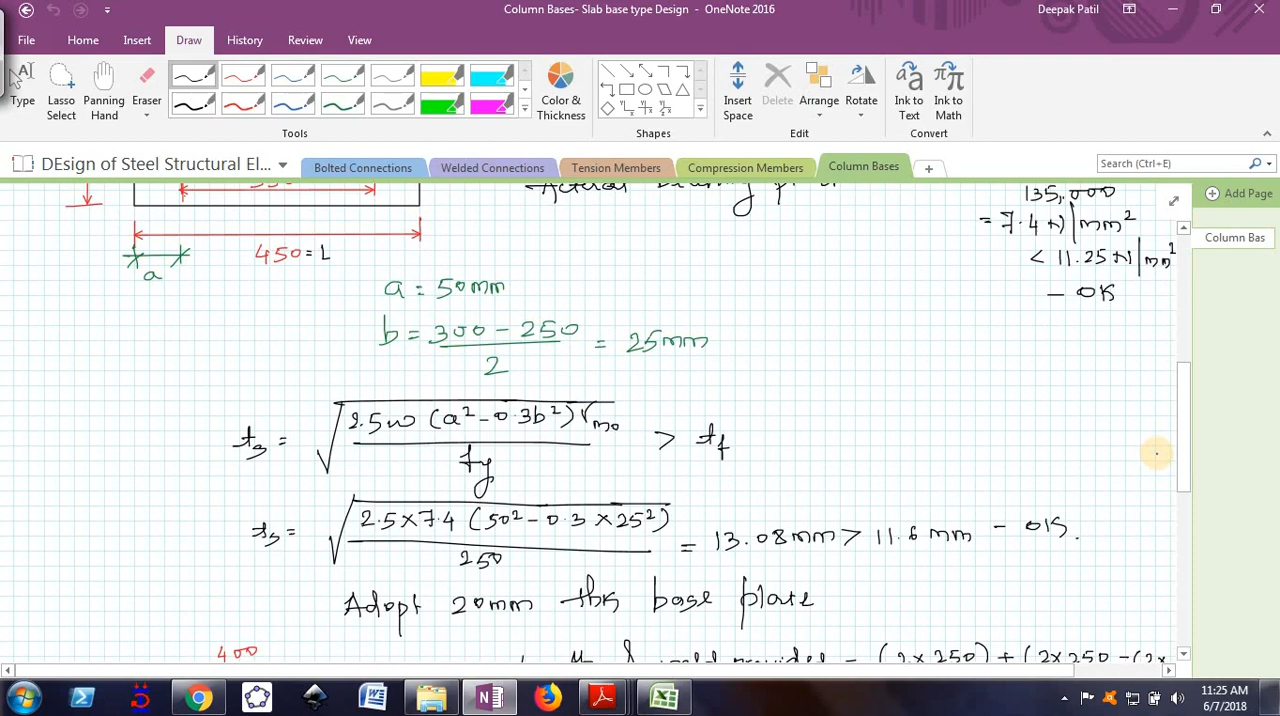 Column Bases- Slab base type Design - OneNote 2016
Deepak Patil
File Home Insert Draw History Review View
Type
Lasso Select
Panning Hand
Eraser
Color & Thickness
Insert Space
Delete
Arrange
Rotate
Ink to Text
Ink to Math
Tools
Shapes
Edit
Convert
DEsign of Steel Structural El...
Bolted Connections
Welded Connections
Tension Members
Compression Members
Column Bases
Search (Ctrl+E)
Add Page
Column Bas
135,000
= 7.4 N/mm²
< 11.25 N/mm²
- OK
450 = L
a
a = 50mm
b = 300 - 250 / 2 = 25mm
ts = √(2.5 w (a² - 0.3b²) γm0 / fy) > tf
ts = √(2.5 x 7.4 (50² - 0.3 x 25²) / 250) = 13.08mm > 11.6 mm - OK.
Adopt 20mm thk base plate
400
11:25 AM
6/7/2018